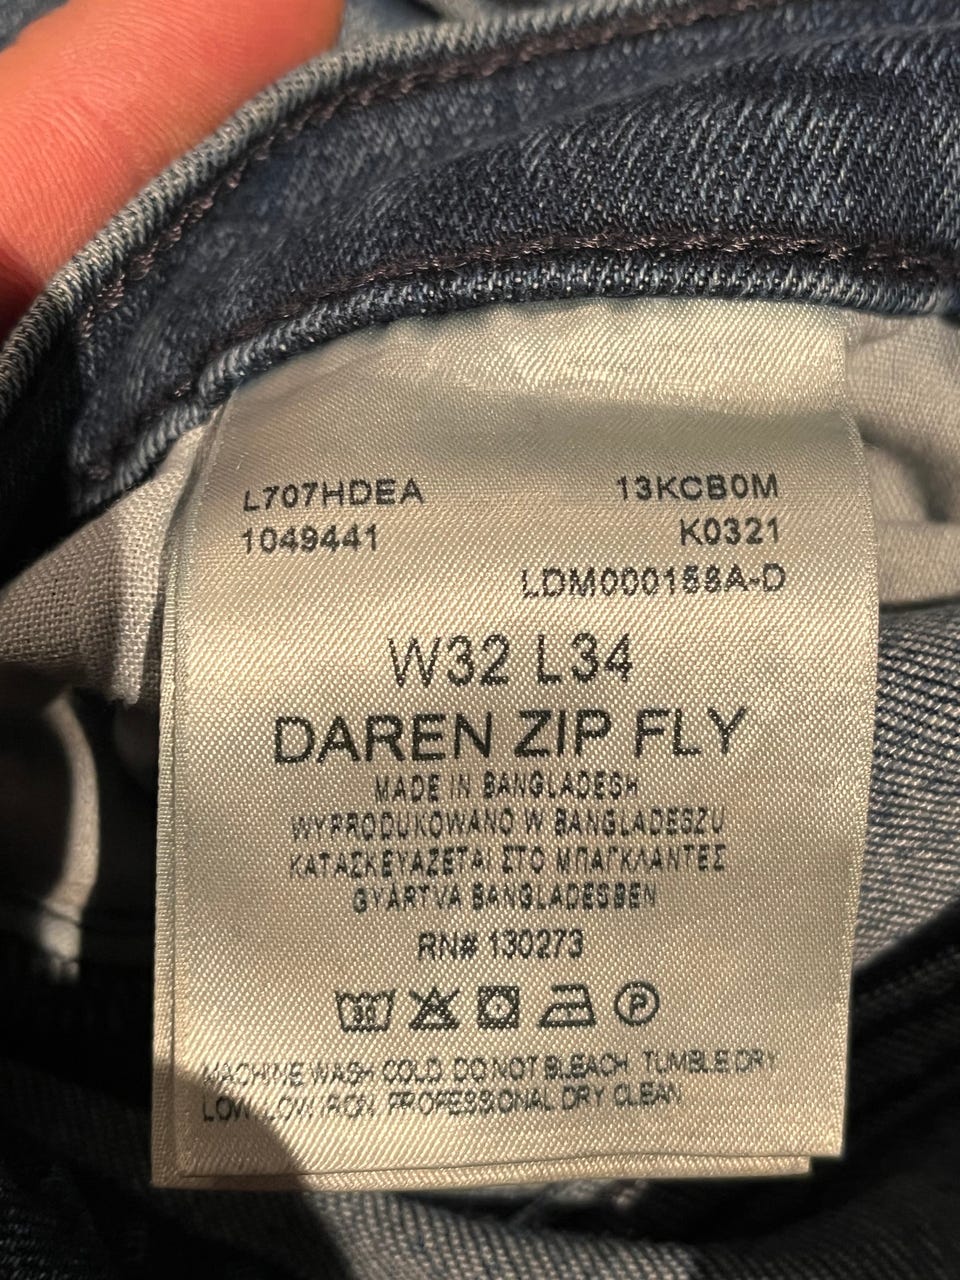 L707HDEA 13KCB0M
1049441 K0321
LDM000158A-D
W32 L34
DAREN ZIP FLY
MADE IN BANGLADESH
WYPRODUKOWANO W BANGLADESZU
ΚΑΤΑΣΚΕΥΑΖΕΤΑΙ ΣΤΟ ΜΠΑΓΚΛΑΝΤΕΣ
GYÁRTVA BANGLADESBEN
RN# 130273
30 P
MACHINE WASH COLD. DO NOT BLEACH. TUMBLE DRY
LOW. LOW IRON. PROFESSIONAL DRY CLEAN.